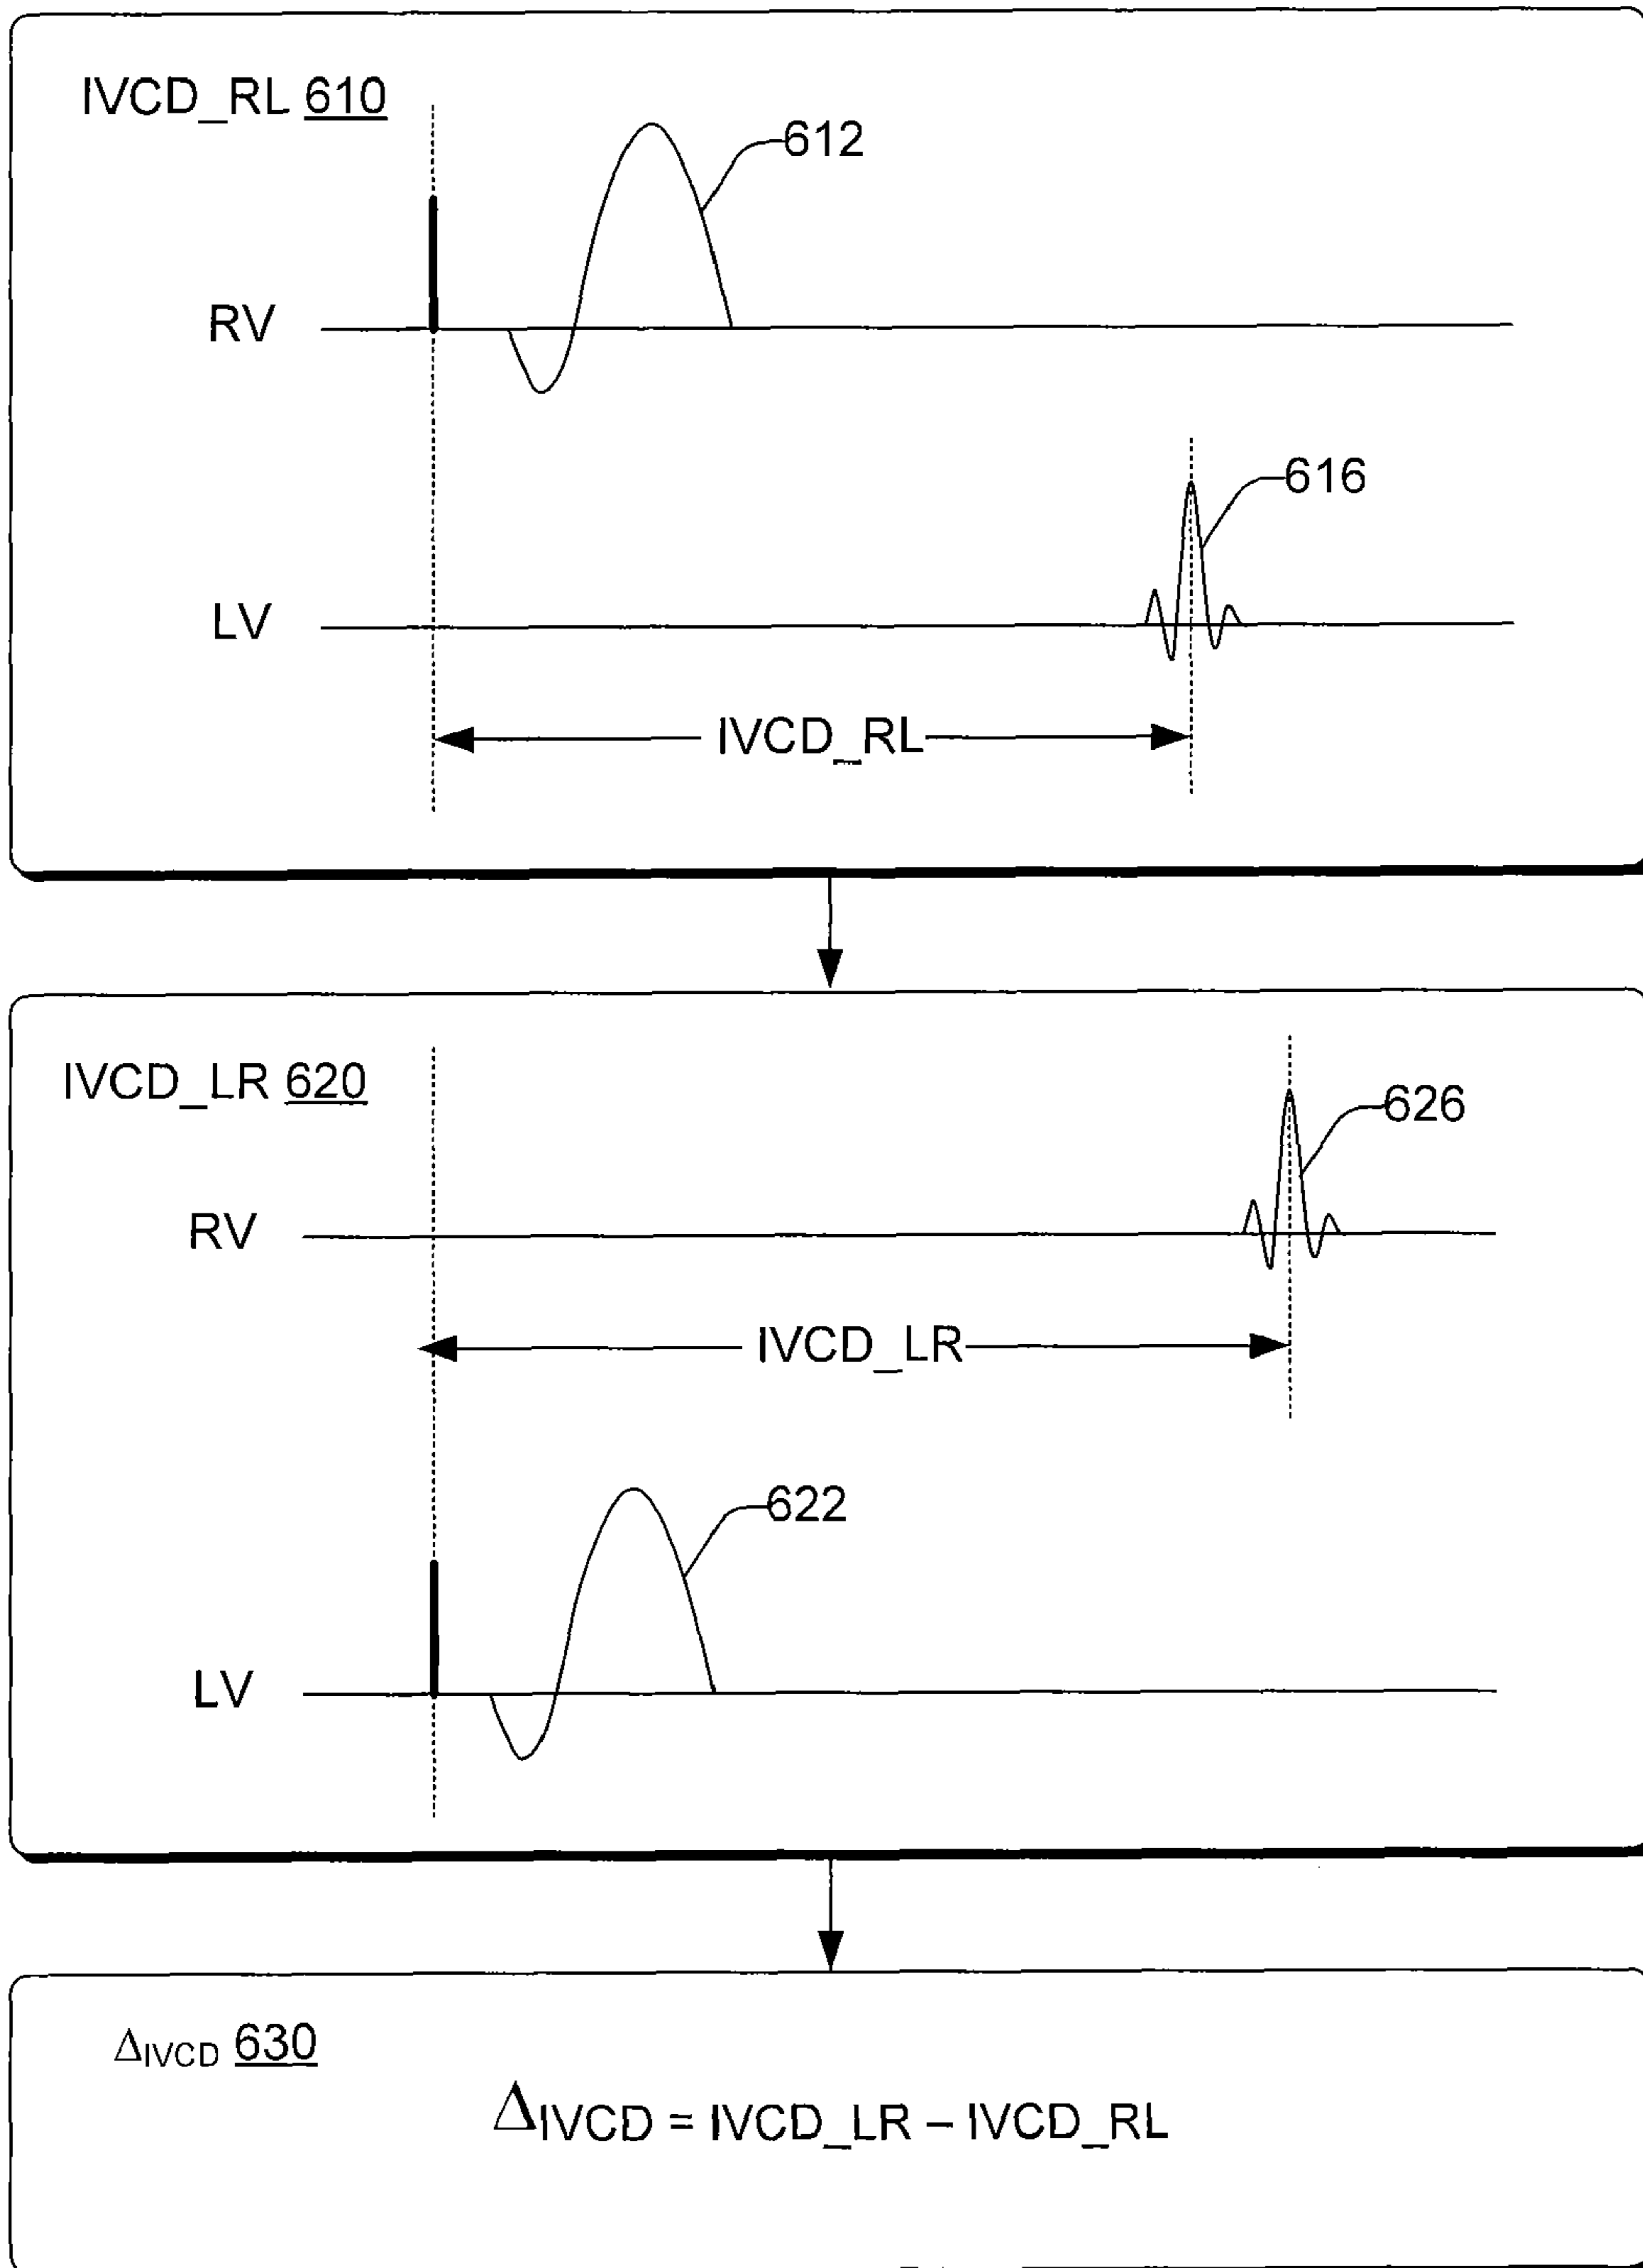 IVCD_RL 610
612
RV
616
LV
IVCD_RL
IVCD_LR 620
626
RV
IVCD_LR
622
LV
ΔIVCD 630
ΔIVCD = IVCD_LR – IVCD_RL